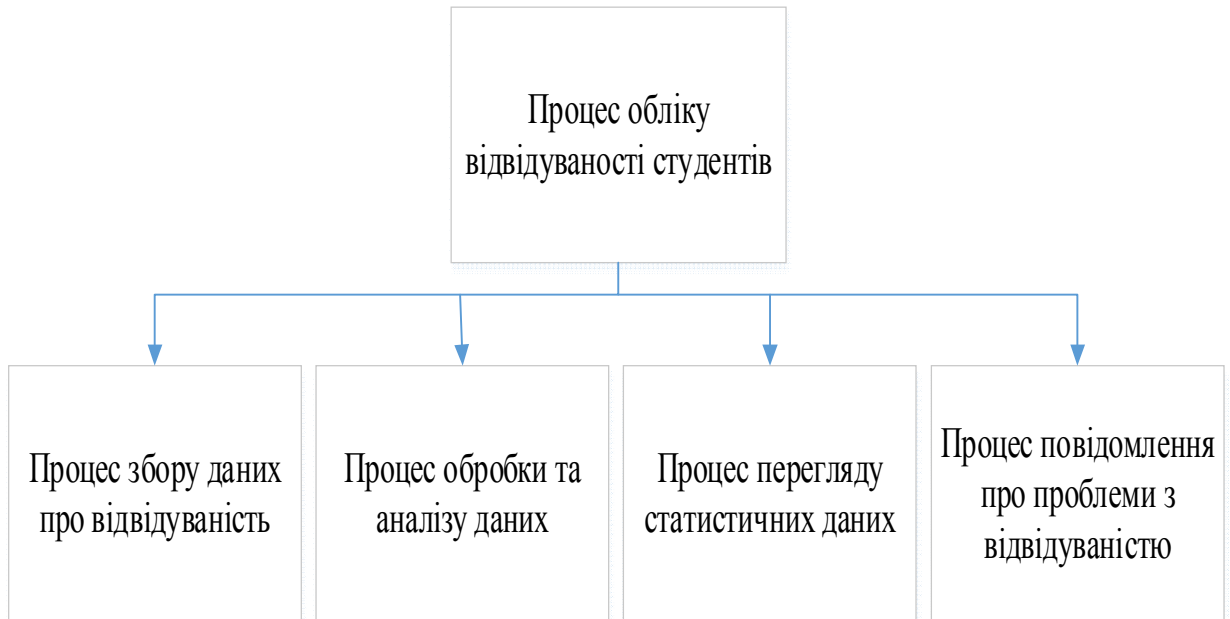 Процес обліку
відвідуваності студентів
Процес збору даних
про відвідуваність
Процес обробки та
аналізу даних
Процес перегляду
статистичних даних
Процес повідомлення
про проблеми з
відвідуваністю